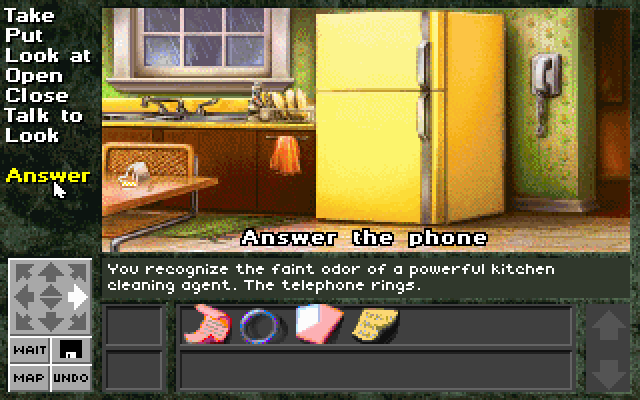 Take
Put
Look at
Open
Close
Talk to
Look
Answer
Answer the phone
You recognize the faint odor of a powerful kitchen
cleaning agent. The telephone rings.
WAIT
MAP
UNDO